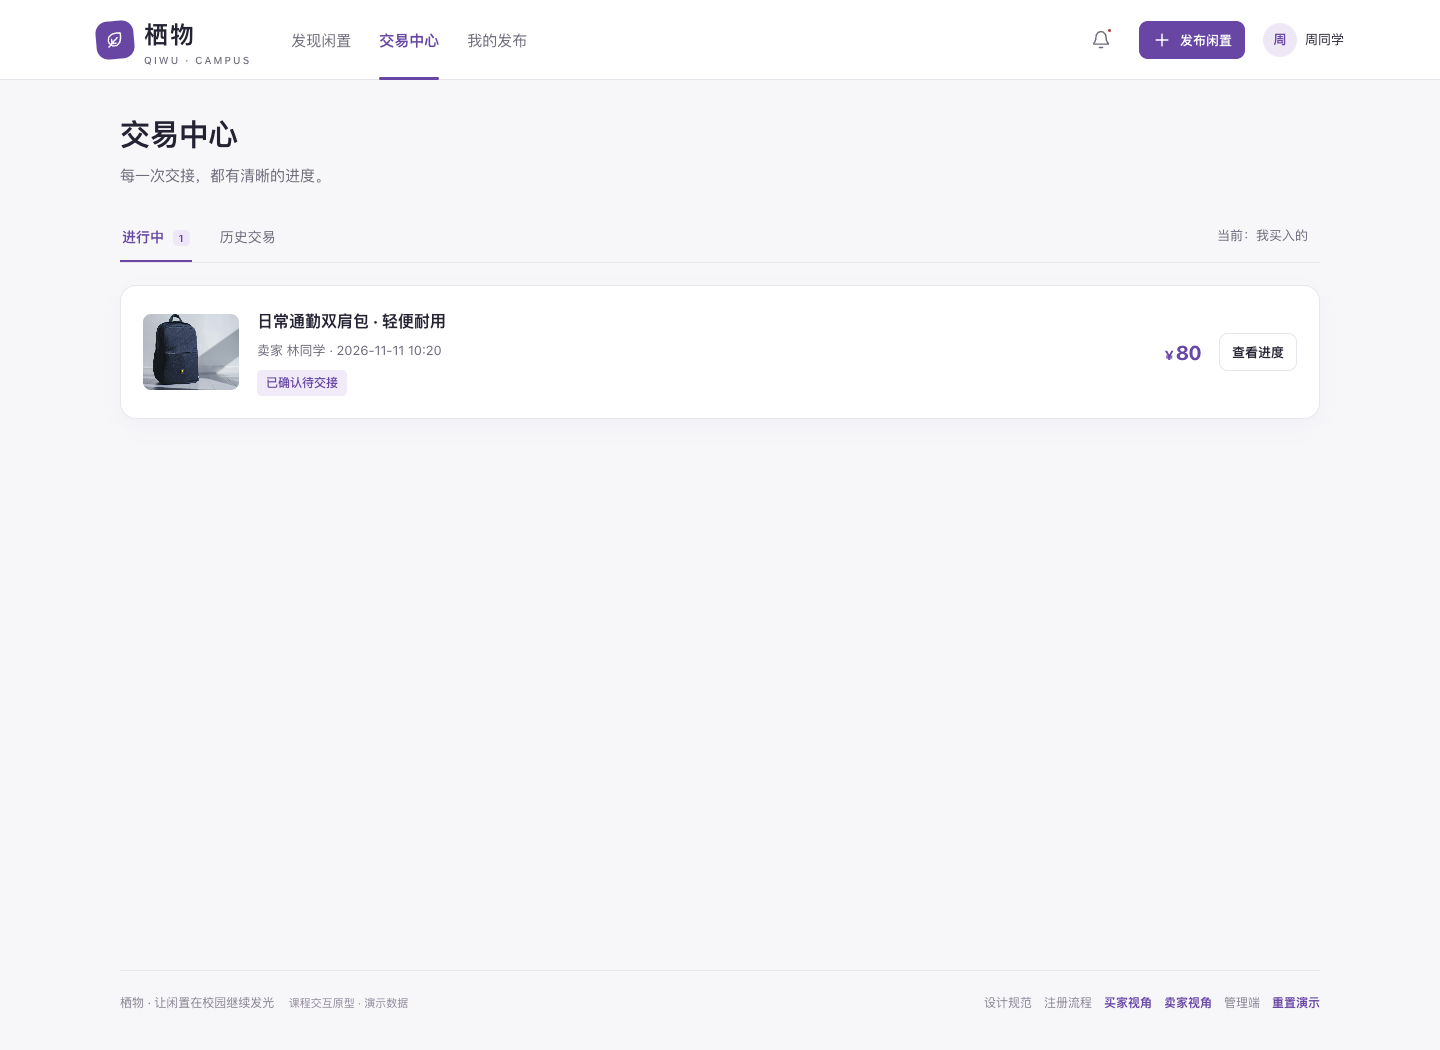 栖物
QIWU · CAMPUS
发现闲置 交易中心 我的发布
发布闲置
周 周同学
交易中心
每一次交接，都有清晰的进度。
进行中 1 历史交易
当前：我买入的
日常通勤双肩包 · 轻便耐用
卖家 林同学 · 2026-11-11 10:20
已确认待交接
¥80
查看进度
栖物 · 让闲置在校园继续发光 课程交互原型 · 演示数据
设计规范 注册流程 买家视角 卖家视角 管理端 重置演示